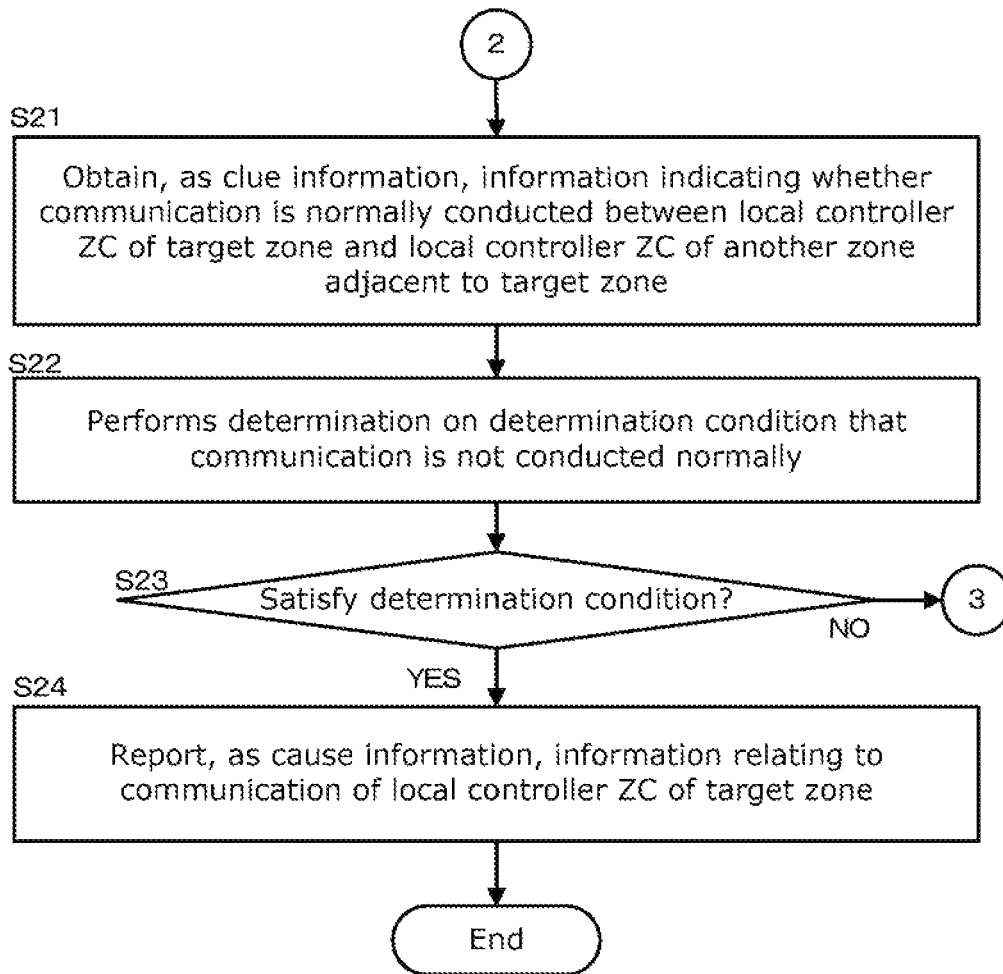 2
S21
Obtain, as clue information, information indicating whether
communication is normally conducted between local controller
ZC of target zone and local controller ZC of another zone
adjacent to target zone
S22
Performs determination on determination condition that
communication is not conducted normally
S23
Satisfy determination condition?
3
NO
YES
S24
Report, as cause information, information relating to
communication of local controller ZC of target zone
End